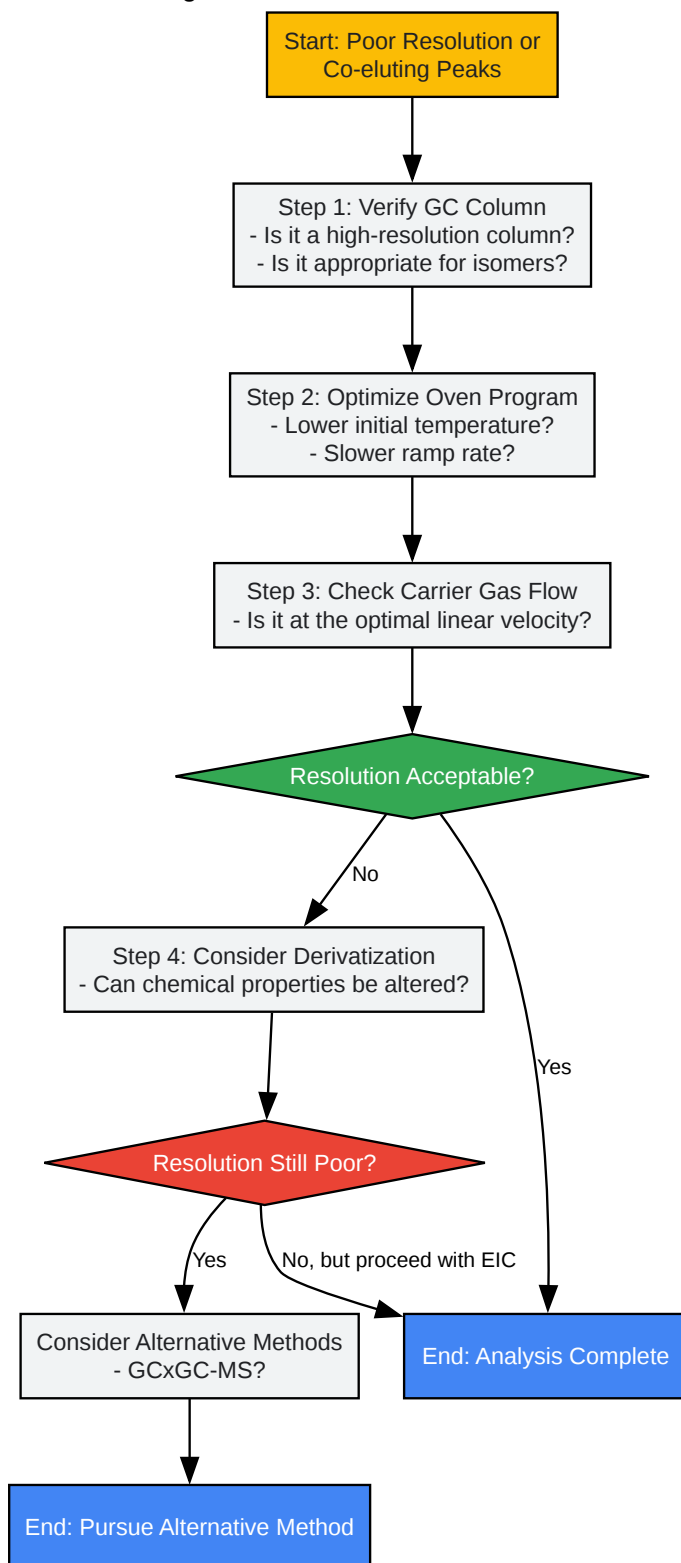 Start: Poor Resolution or
Co-eluting Peaks
Step 1: Verify GC Column
- Is it a high-resolution column?
- Is it appropriate for isomers?
Step 2: Optimize Oven Program
- Lower initial temperature?
- Slower ramp rate?
Step 3: Check Carrier Gas Flow
- Is it at the optimal linear velocity?
Resolution Acceptable?
No
Step 4: Consider Derivatization
- Can chemical properties be altered?
Yes
Resolution Still Poor?
Yes
No, but proceed with EIC
Consider Alternative Methods
- GCxGC-MS?
End: Analysis Complete
End: Pursue Alternative Method